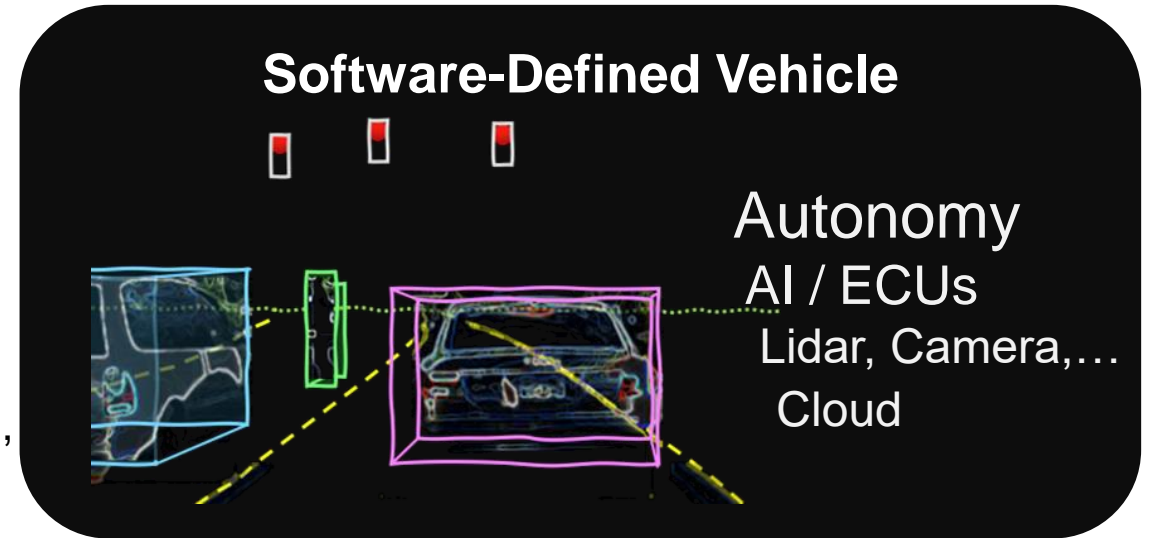 Software-Defined Vehicle
Autonomy
AI / ECUs
Lidar, Camera,…
Cloud
,